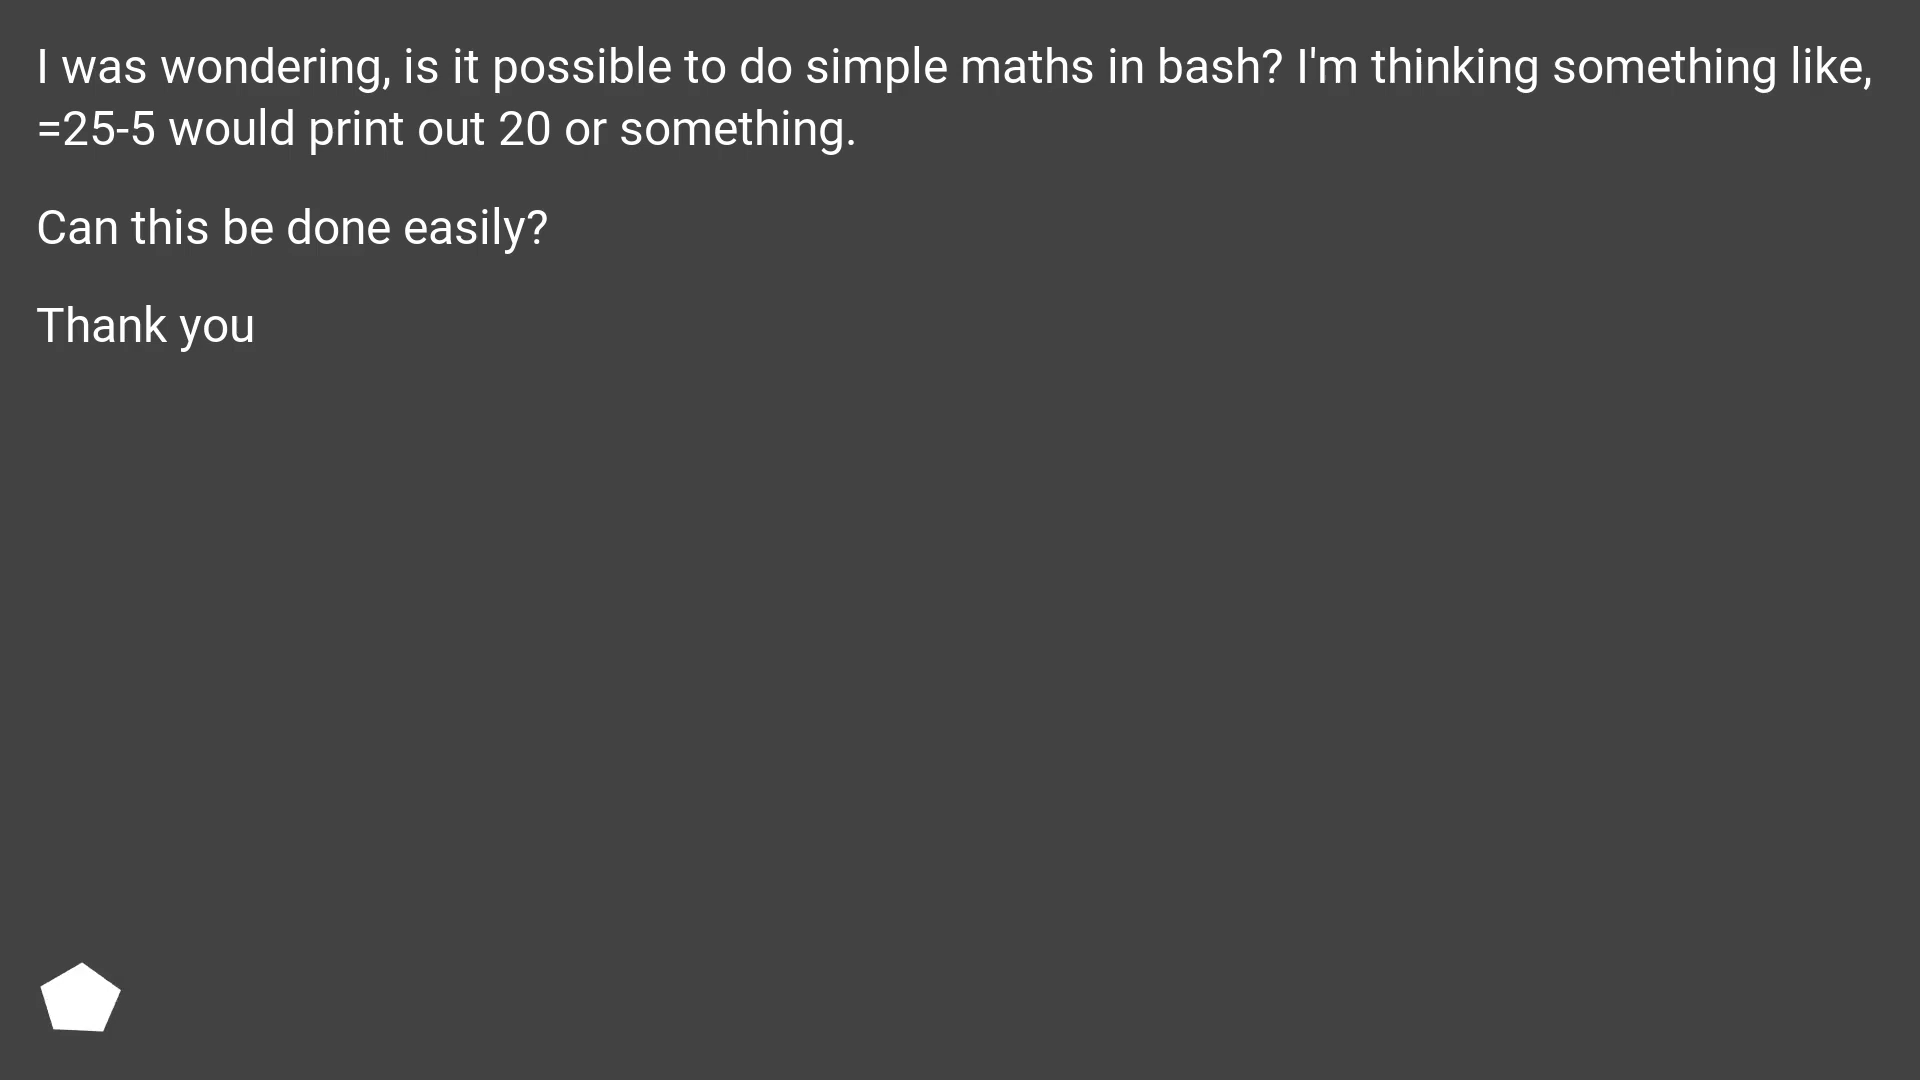 I was wondering, is it possible to do simple maths in bash? I'm thinking something like,
=25-5 would print out 20 or something.
Can this be done easily?
Thank you